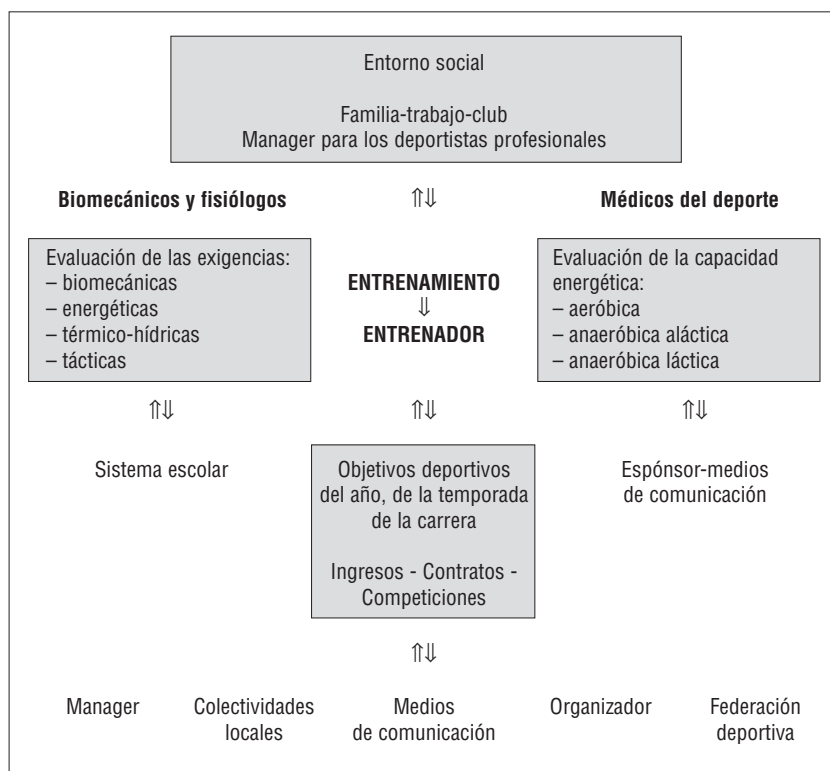 Entorno social
Familia-trabajo-club
Manager para los deportistas profesionales
⇑⇓
Biomecánicos y fisiólogos
Médicos del deporte
Evaluación de las exigencias:
– biomecánicas
– energéticas
– térmico-hídricas
– tácticas
ENTRENAMIENTO
⇓
ENTRENADOR
Evaluación de la capacidad
energética:
– aeróbica
– anaeróbica aláctica
– anaeróbica láctica
⇑⇓
⇑⇓
⇑⇓
Sistema escolar
Objetivos deportivos
del año, de la temporada
de la carrera
Ingresos - Contratos -
Competiciones
Espónsor-medios
de comunicación
⇑⇓
Manager
Colectividades
locales
Medios
de comunicación
Organizador
Federación
deportiva